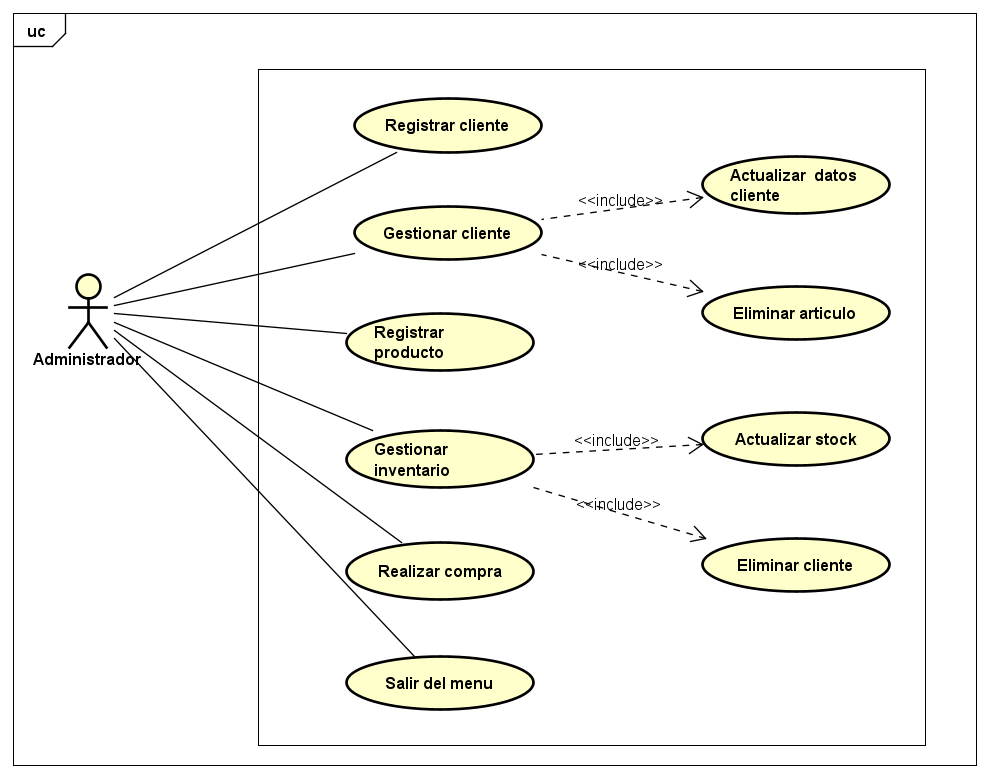 uc
Registrar cliente
Actualizar datos
cliente
<<include>>
Gestionar cliente
<<include>>
Eliminar articulo
Registrar
producto
Administrador
Gestionar
inventario
<<include>>
Actualizar stock
<<include>>
Eliminar cliente
Realizar compra
Salir del menu